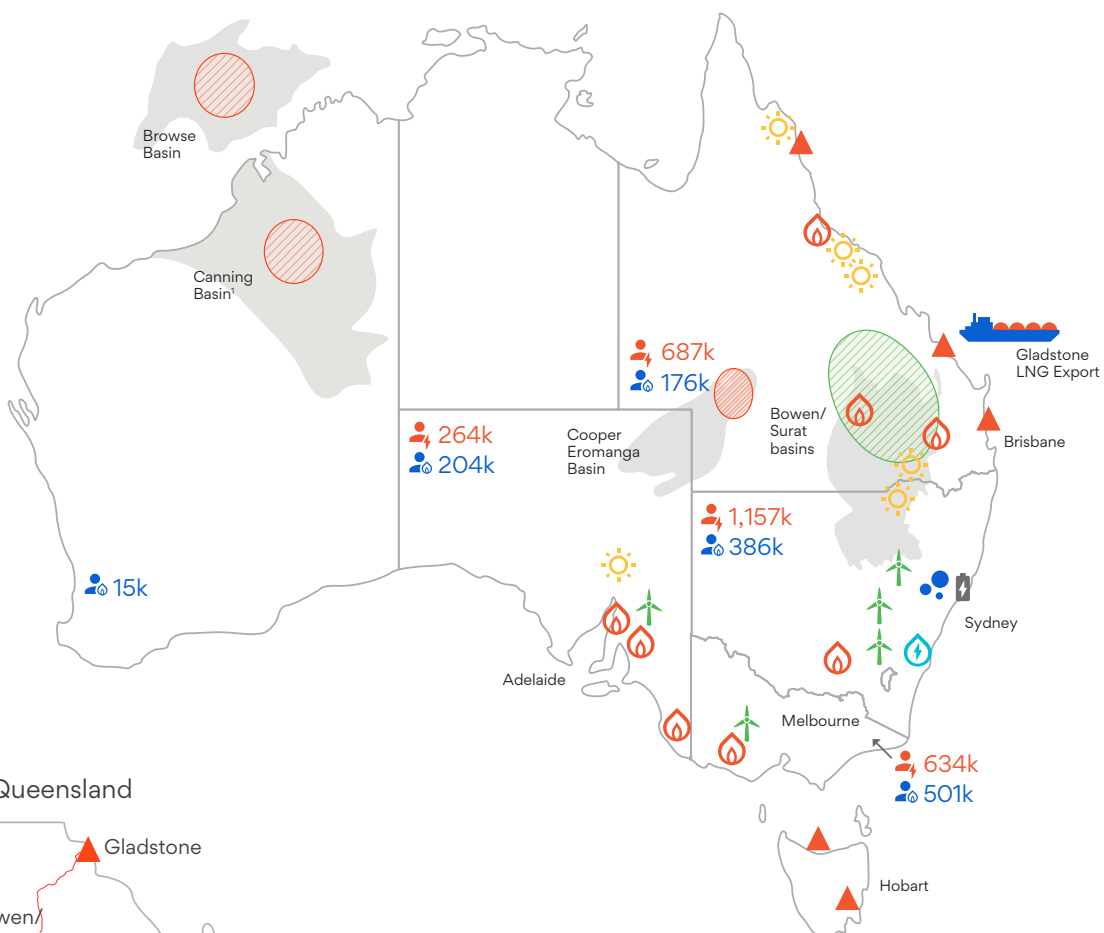 Browse
Basin
Canning
Basin¹
687k
176k
Gladstone
LNG Export
264k
204k
Cooper
Eromanga
Basin
Bowen/
Surat
basins
Brisbane
1,157k
386k
15k
Sydney
Adelaide
Melbourne
634k
501k
Queensland
Gladstone
Hobart
wen/